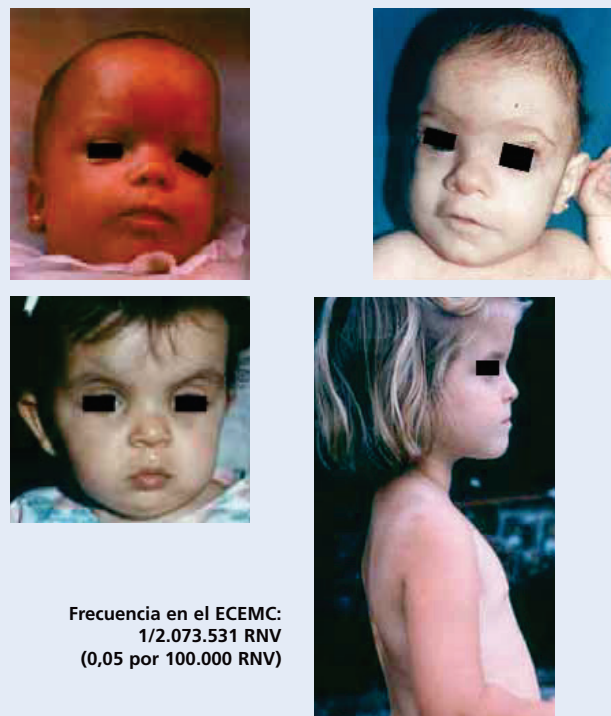 Frecuencia en el ECEMC:
1/2.073.531 RNV
(0,05 por 100.000 RNV)